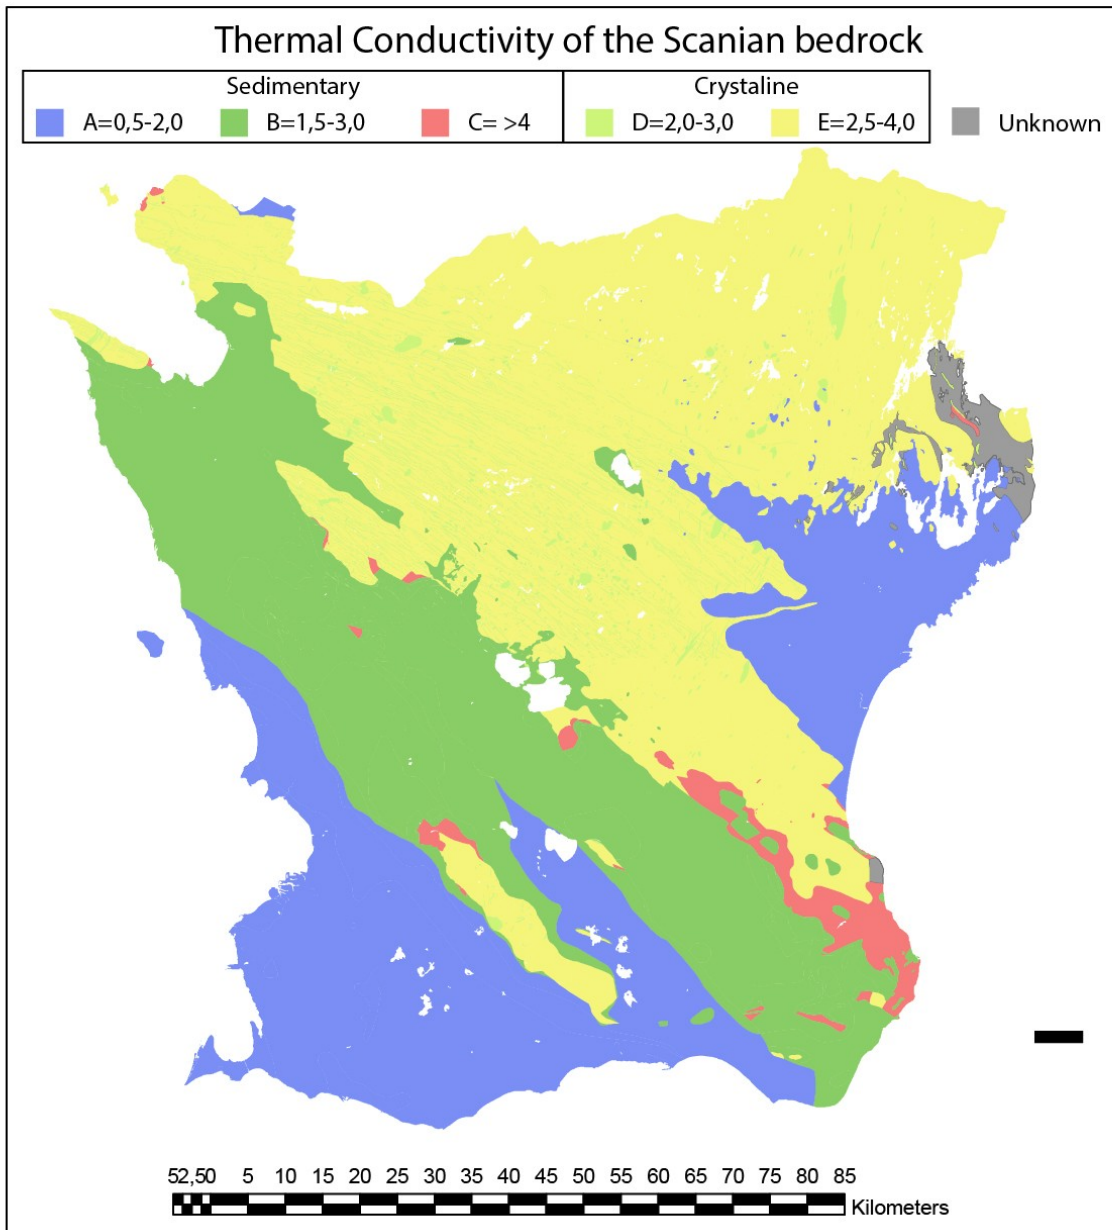 Thermal Conductivity of the Scanian bedrock
Sedimentary Crystaline
A=0,5-2,0 B=1,5-3,0 C= >4 D=2,0-3,0 E=2,5-4,0 Unknown
52,50 5 10 15 20 25 30 35 40 45 50 55 60 65 70 75 80 85
Kilometers